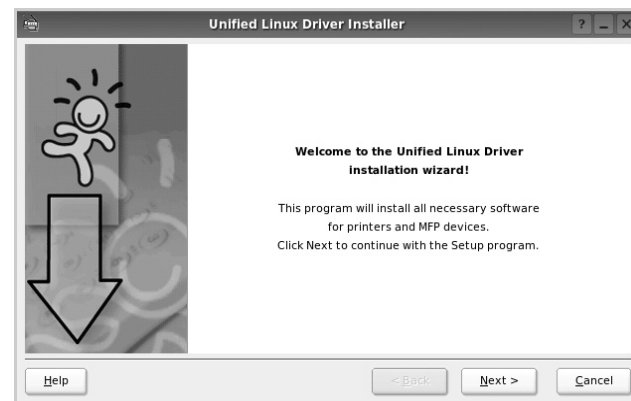 Unified Linux Driver Installer
Welcome to the Unified Linux Driver
installation wizard!
This program will install all necessary software
for printers and MFP devices.
Click Next to continue with the Setup program.
Help
< Back
Next >
Cancel